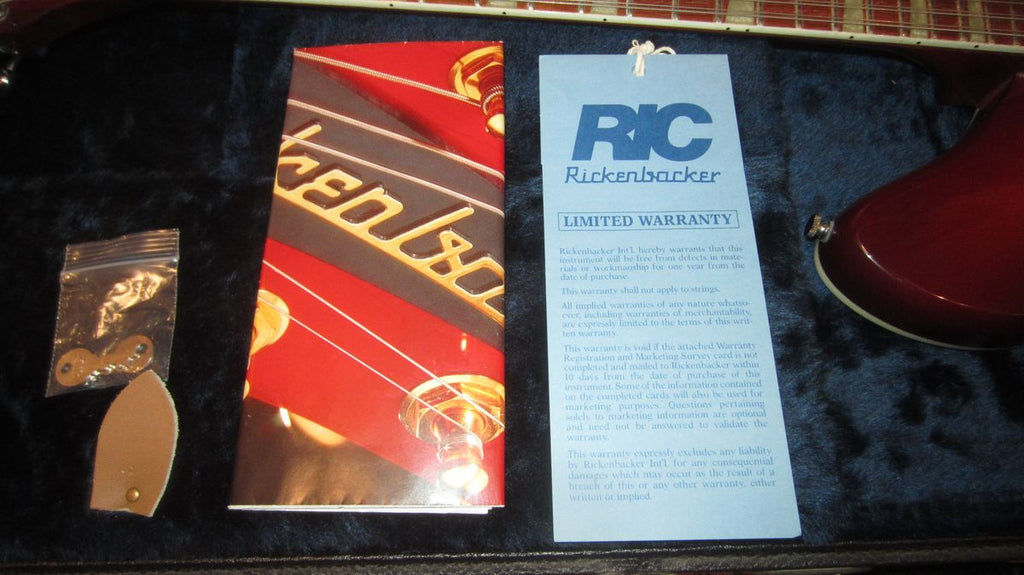 RIC
Rickenbacker
LIMITED WARRANTY
Rickenbacker Int'l. hereby warrants that this
instrument will be free from defects in mate-
rials or workmanship for one year from the
date of purchase.
This warranty shall not apply to strings.
All implied warranties of any nature whatso-
ever, including warranties of merchantability,
are expressly limited to the terms of this writ-
ten warranty.
This warranty is void if the attached Warranty
Registration and Marketing Survey card is not
completed and mailed to Rickenbacker within
10 days from the date of purchase of this
instrument. Some of the information contained
on the completed cards will also be used for
marketing purposes. Questions pertaining
solely to marketing information are optional
and need not be answered to validate the
warranty.
This warranty expressly excludes any liability
by Rickenbacker Int'l. for any consequential
damages which may occur as the result of a
breach of this or any other warranty, either
written or implied.
ckenbac